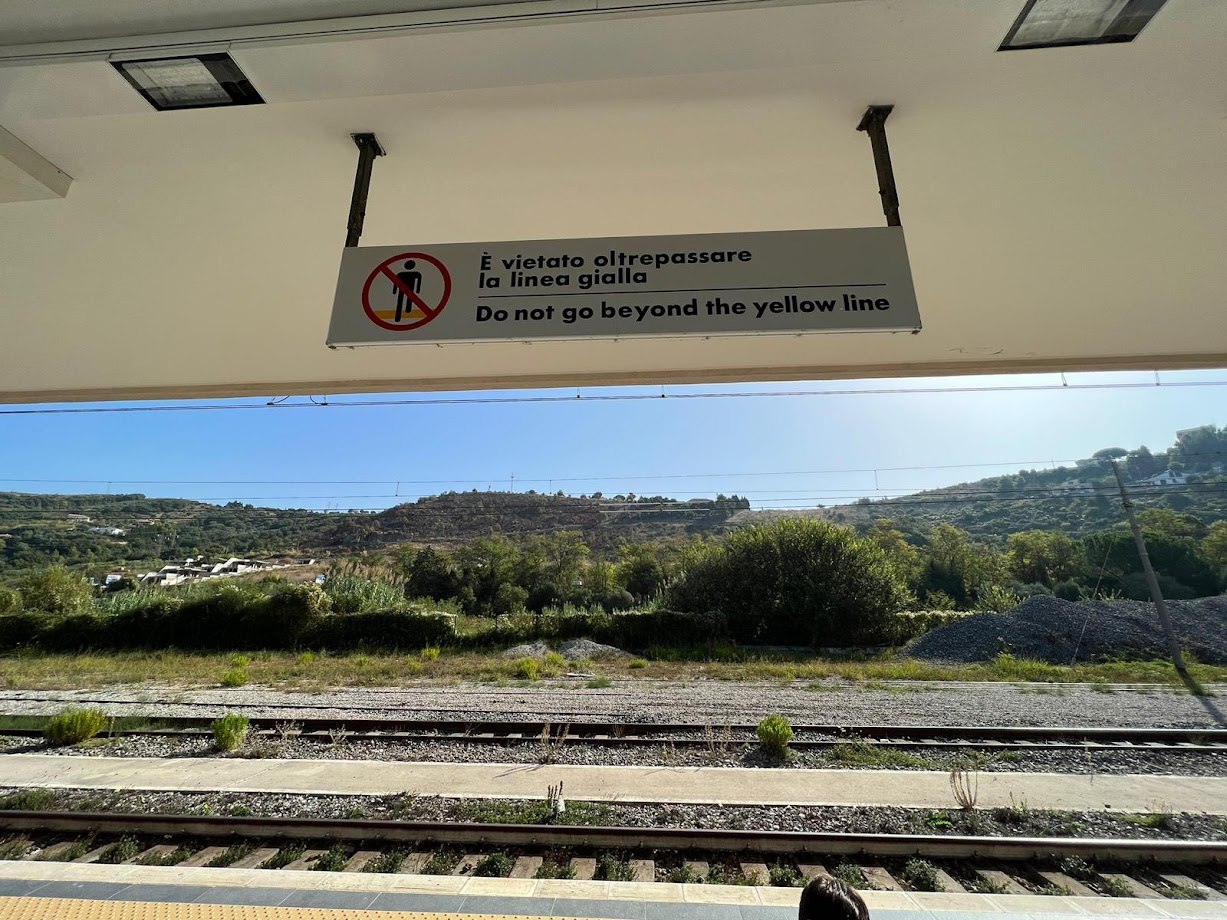 È vietato oltrepassare
la linea gialla
Do not go beyond the yellow line